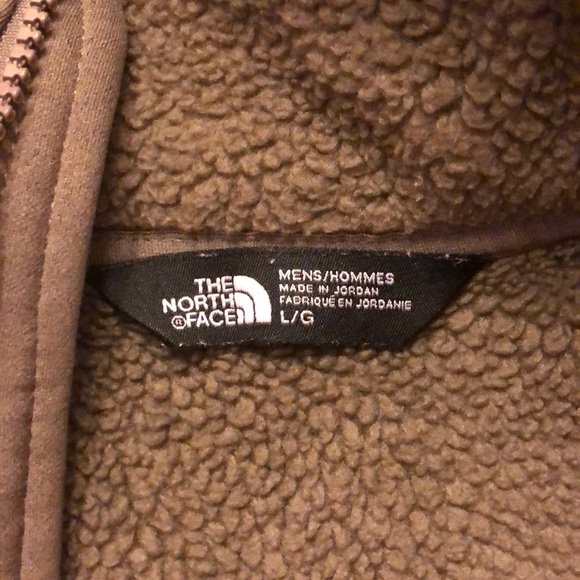 THE
NORTH
®FACE
MENS/HOMMES
MADE IN JORDAN
FABRIQUÉ EN JORDANIE
L/G